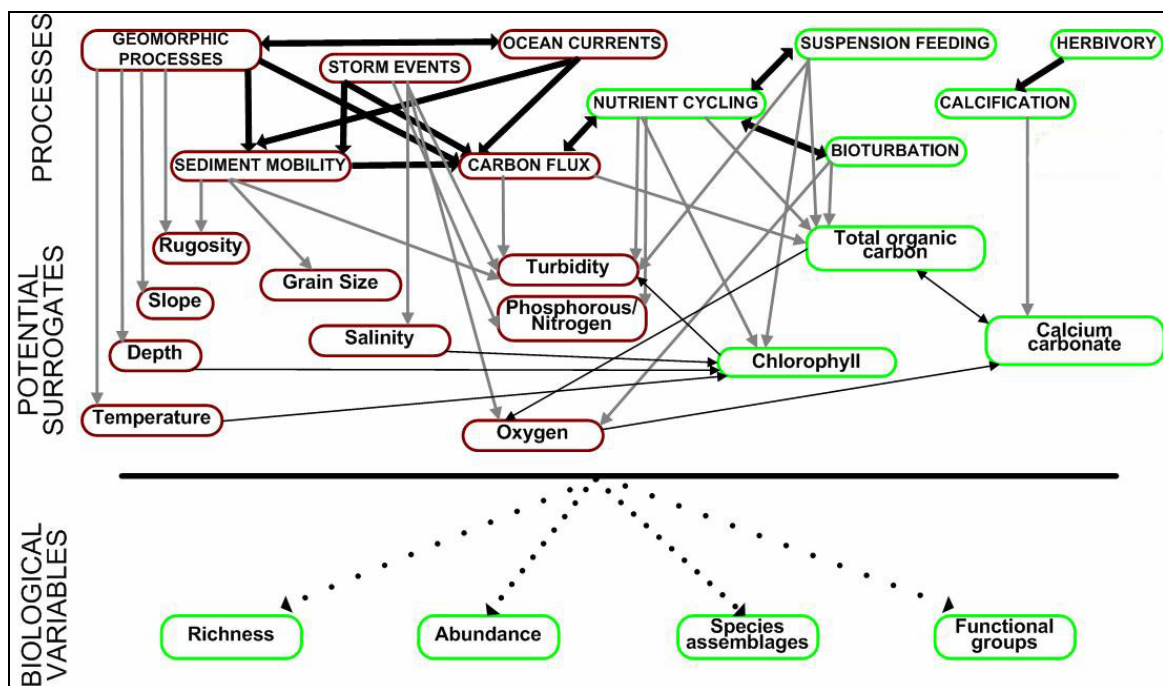 PROCESSES
GEOMORPHIC
PROCESSES
OCEAN CURRENTS
SUSPENSION FEEDING
HERBIVORY
STORM EVENTS
NUTRIENT CYCLING
CALCIFICATION
SEDIMENT MOBILITY
CARBON FLUX
BIOTURBATION
POTENTIAL
SURROGATES
Rugosity
Total organic
carbon
Turbidity
Grain Size
Slope
Phosphorous/
Nitrogen
Salinity
Calcium
carbonate
Depth
Chlorophyll
Temperature
Oxygen
BIOLOGICAL
VARIABLES
Richness
Abundance
Species
assemblages
Functional
groups